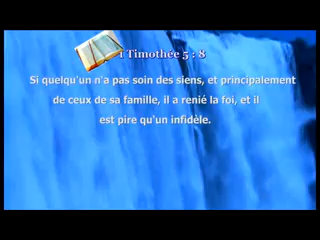 1 Timothée 5 : 8
Si quelqu'un n'a pas soin des siens, et principalement
de ceux de sa famille, il a renié la foi, et il
est pire qu'un infidèle.